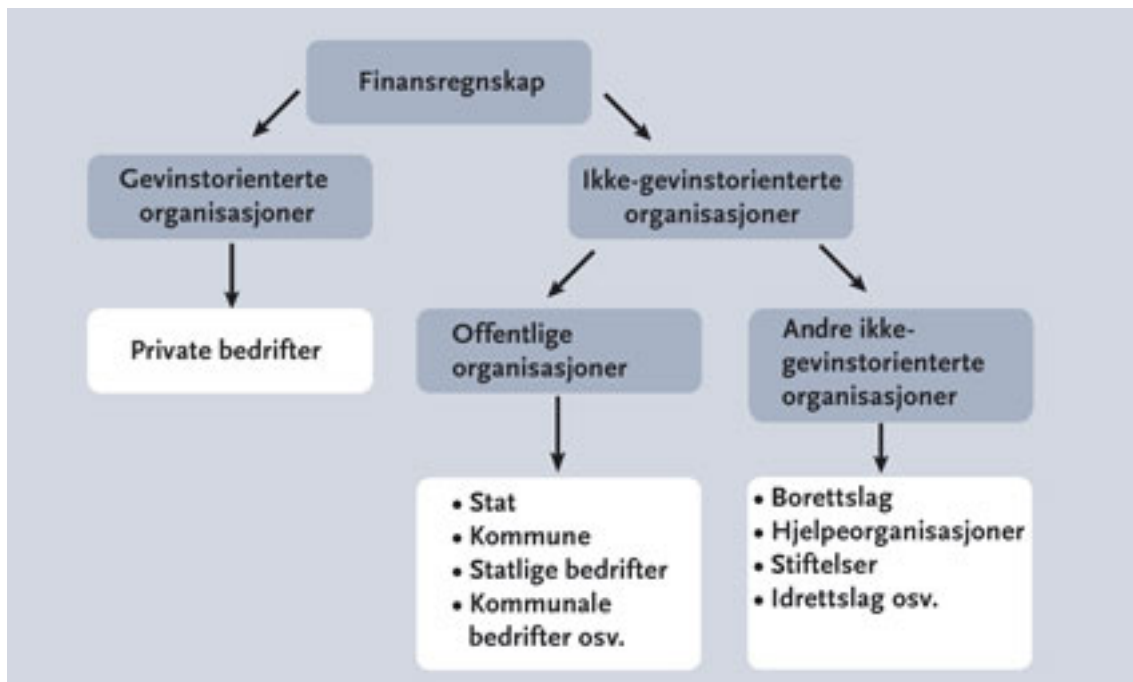 Finansregnskap
Gevinstorienterte
organisasjoner
Ikke-gevinstorienterte
organisasjoner
Private bedrifter
Offentlige
organisasjoner
Andre ikke-
gevinstorienterte
organisasjoner
• Stat
• Kommune
• Statlige bedrifter
• Kommunale
bedrifter osv.
• Borettslag
• Hjelpeorganisasjoner
• Stiftelser
• Idrettslag osv.